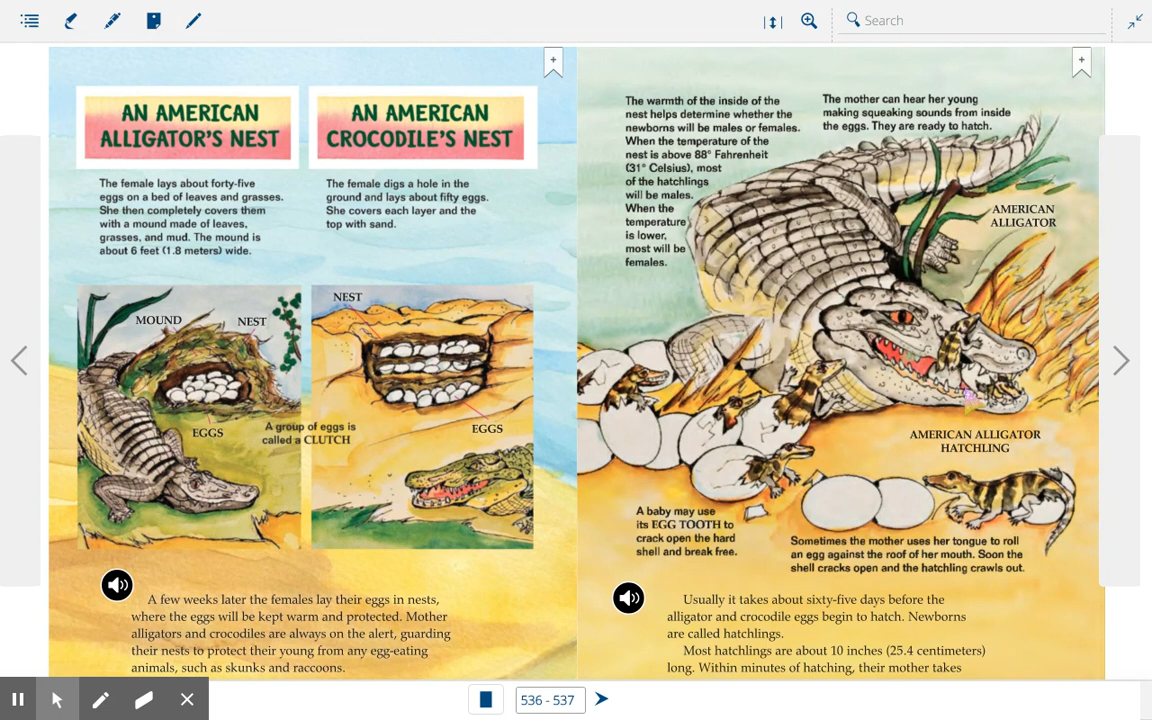 Search
AN AMERICAN
ALLIGATOR'S NEST
The female lays about forty-five
eggs on a bed of leaves and grasses.
She then completely covers them
with a mound made of leaves,
grasses, and mud. The mound is
about 6 feet (1.8 meters) wide.
AN AMERICAN
CROCODILE'S NEST
The female digs a hole in the
ground and lays about fifty eggs.
She covers each layer and the
top with sand.
MOUND
NEST
EGGS
NEST
EGGS
A group of eggs is
called a CLUTCH
A few weeks later the females lay their eggs in nests,
where the eggs will be kept warm and protected. Mother
alligators and crocodiles are always on the alert, guarding
their nests to protect their young from any egg-eating
animals, such as skunks and raccoons.
The warmth of the inside of the
nest helps determine whether the
newborns will be males or females.
When the temperature of the
nest is above 88° Fahrenheit
(31° Celsius), most
of the hatchlings
will be males.
When the
temperature
is lower,
most will be
females.
The mother can hear her young
making squeaking sounds from inside
the eggs. They are ready to hatch.
AMERICAN
ALLIGATOR
AMERICAN ALLIGATOR
HATCHLING
A baby may use
its EGG TOOTH to
crack open the hard
shell and break free.
Sometimes the mother uses her tongue to roll
an egg against the roof of her mouth. Soon the
shell cracks open and the hatchling crawls out.
Usually it takes about sixty-five days before the
alligator and crocodile eggs begin to hatch. Newborns
are called hatchlings.
Most hatchlings are about 10 inches (25.4 centimeters)
long. Within minutes of hatching, their mother takes
536 - 537